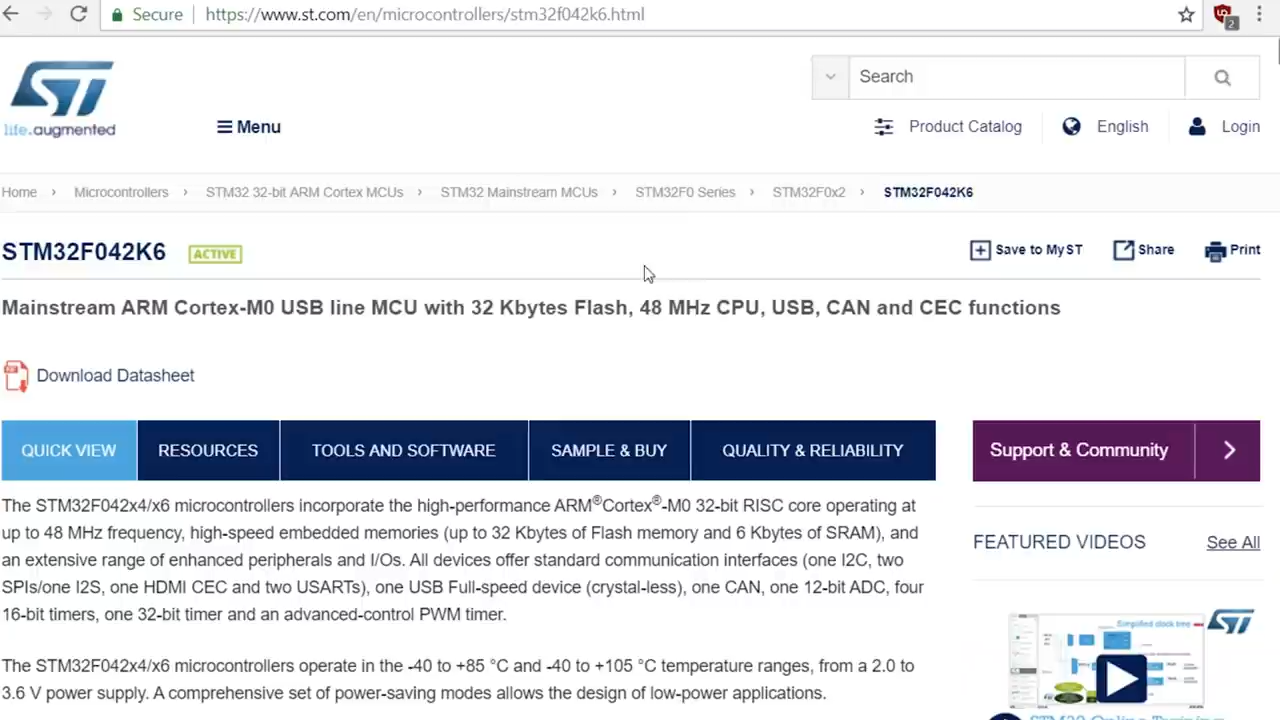 Secure https://www.st.com/en/microcontrollers/stm32f042k6.html
2
ST
life.augmented
Menu
Search
Product Catalog English Login
Home › Microcontrollers › STM32 32-bit ARM Cortex MCUs › STM32 Mainstream MCUs › STM32F0 Series › STM32F0x2 › STM32F042K6
STM32F042K6 ACTIVE
Save to MyST Share Print
Mainstream ARM Cortex-M0 USB line MCU with 32 Kbytes Flash, 48 MHz CPU, USB, CAN and CEC functions
Download Datasheet
QUICK VIEW RESOURCES TOOLS AND SOFTWARE SAMPLE & BUY QUALITY & RELIABILITY
The STM32F042x4/x6 microcontrollers incorporate the high-performance ARM®Cortex®-M0 32-bit RISC core operating at
up to 48 MHz frequency, high-speed embedded memories (up to 32 Kbytes of Flash memory and 6 Kbytes of SRAM), and
an extensive range of enhanced peripherals and I/Os. All devices offer standard communication interfaces (one I2C, two
SPIs/one I2S, one HDMI CEC and two USARTs), one USB Full-speed device (crystal-less), one CAN, one 12-bit ADC, four
16-bit timers, one 32-bit timer and an advanced-control PWM timer.
The STM32F042x4/x6 microcontrollers operate in the -40 to +85 °C and -40 to +105 °C temperature ranges, from a 2.0 to
3.6 V power supply. A comprehensive set of power-saving modes allows the design of low-power applications.
Support & Community
FEATURED VIDEOS See All
Simplified clock tree
ST
STM32 Online Training